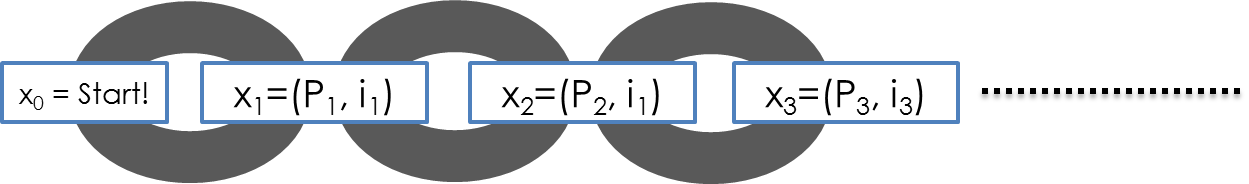 x₀ = Start!
x₁=(P₁, i₁)
x₂=(P₂, i₁)
x₃=(P₃, i₃)